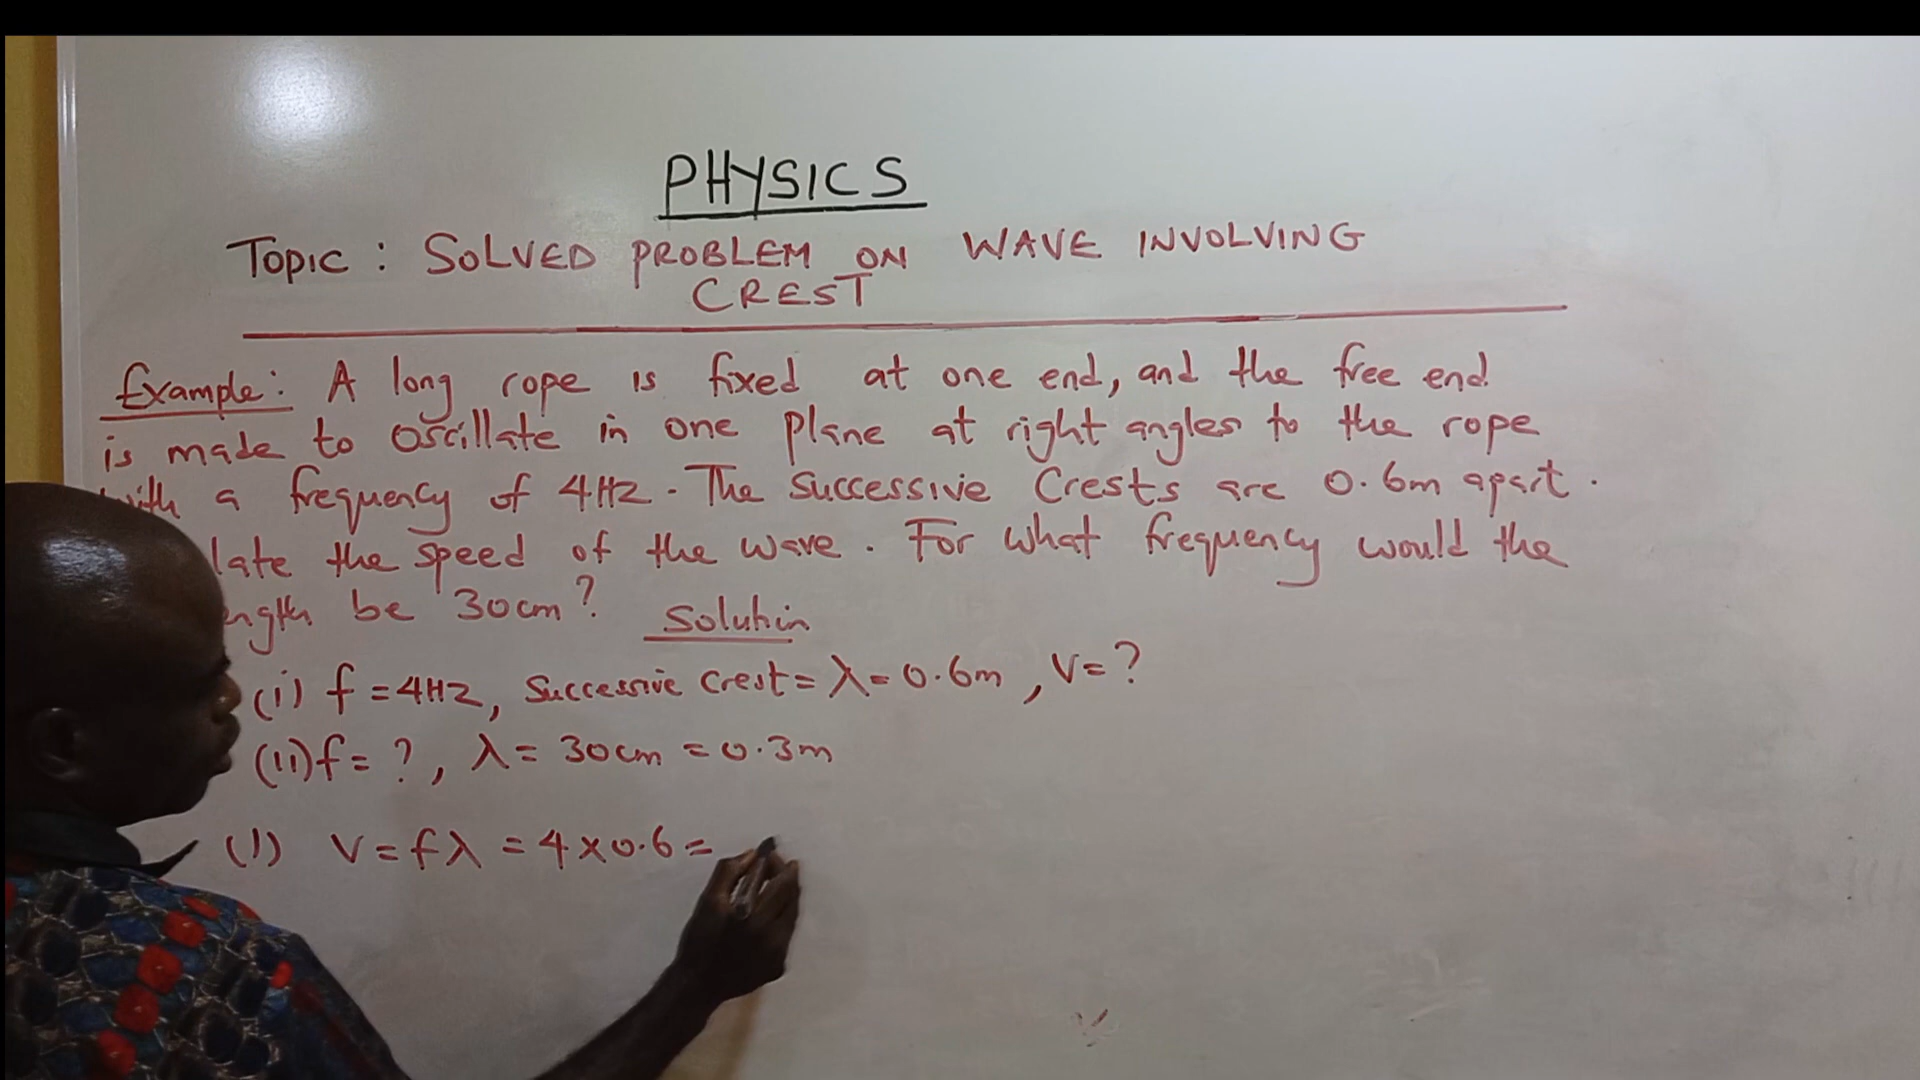 PHYSICS
Topic : SOLVED PROBLEM ON WAVE INVOLVING
CREST
Example: A long rope is fixed at one end, and the free end
is made to oscillate in one plane at right angles to the rope
with a frequency of 4Hz. The successive crests are 0.6m apart.
late the speed of the wave. For what frequency would the
ength be 30cm?
Solution
(i) f = 4Hz, Successive Crest = λ = 0.6m, V = ?
(ii) f = ?, λ = 30cm = 0.3m
(i) V = fλ = 4 x 0.6 =